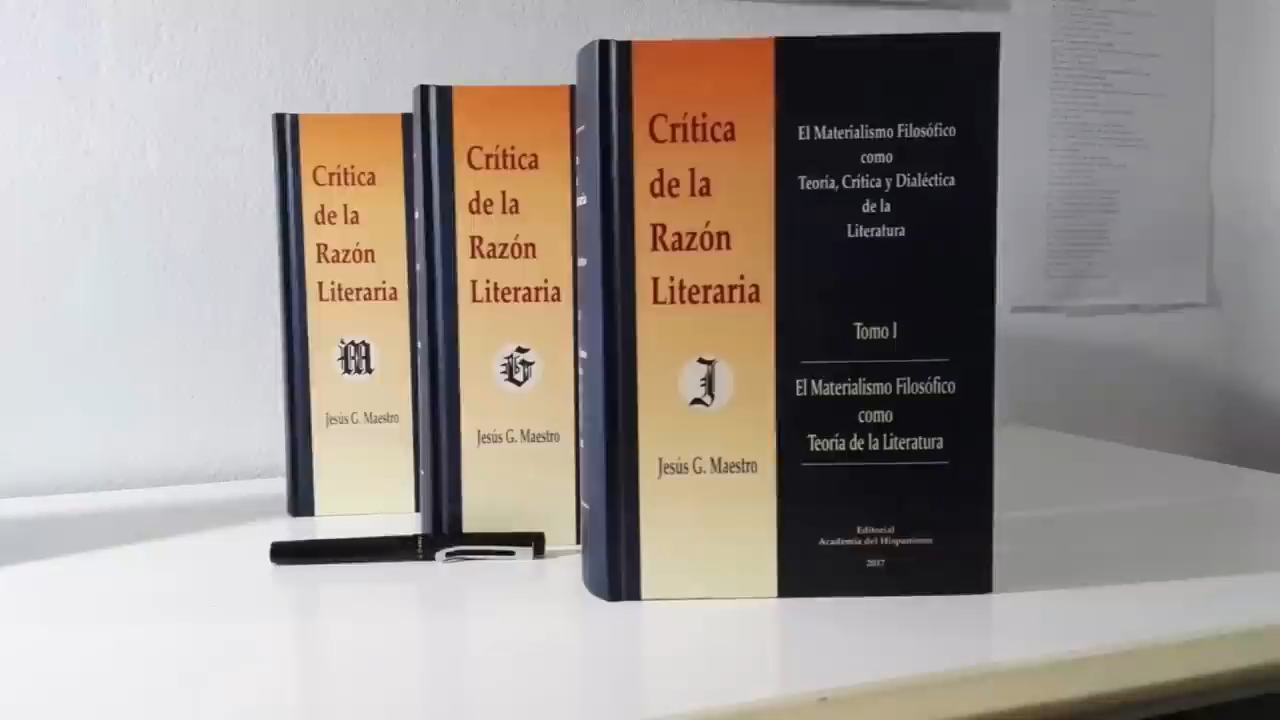 Crítica
de la
Razón
Literaria
M
Jesús G. Maestro
Crítica
de la
Razón
Literaria
G
Jesús G. Maestro
Crítica
de la
Razón
Literaria
J
Jesús G. Maestro
El Materialismo Filosófico
como
Teoría, Crítica y Dialéctica
de la
Literatura
Tomo I
El Materialismo Filosófico
como
Teoría de la Literatura
Editorial
Academia del Hispanismo
2017